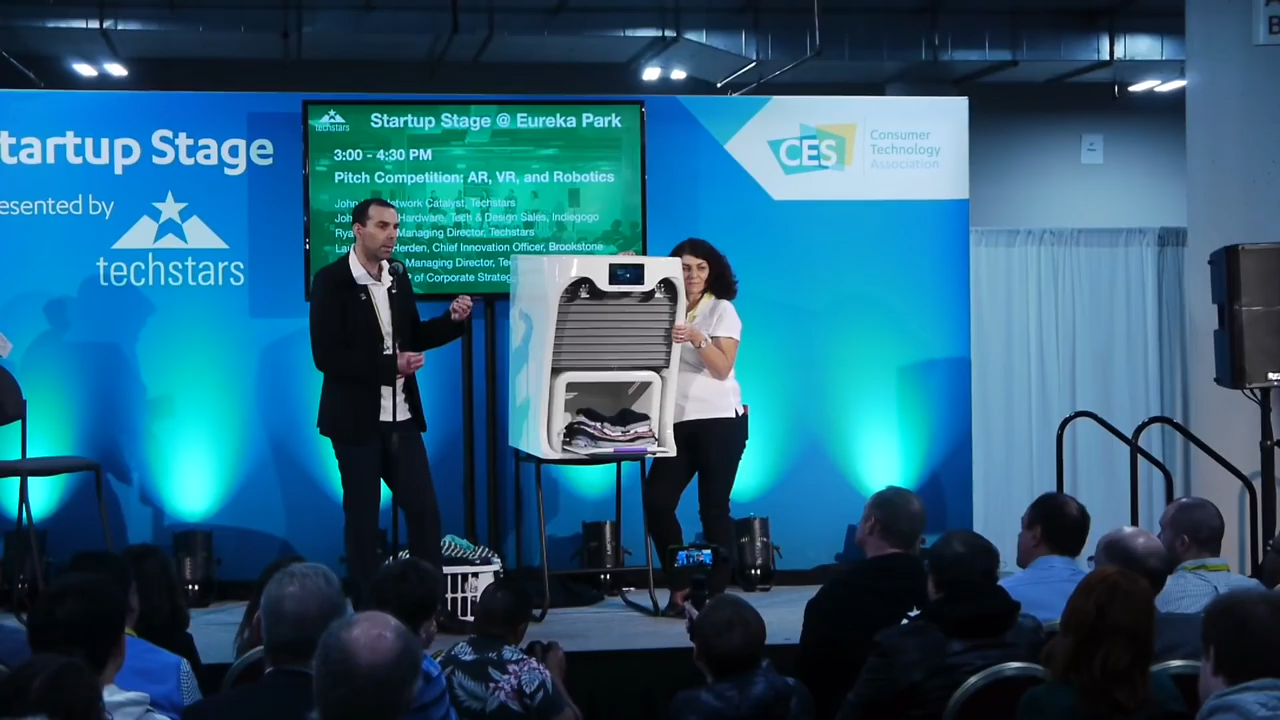 tartup Stage
esented by
techstars
techstars
Startup Stage @ Eureka Park
3:00 - 4:30 PM
Pitch Competition: AR, VR, and Robotics
John Network Catalyst, Techstars
Hardware, Tech & Design Sales, Indiegogo
Managing Director, Techstars
Herden, Chief Innovation Officer, Brookstone
Managing Director,
of Corporate
CES
Consumer
Technology
Association